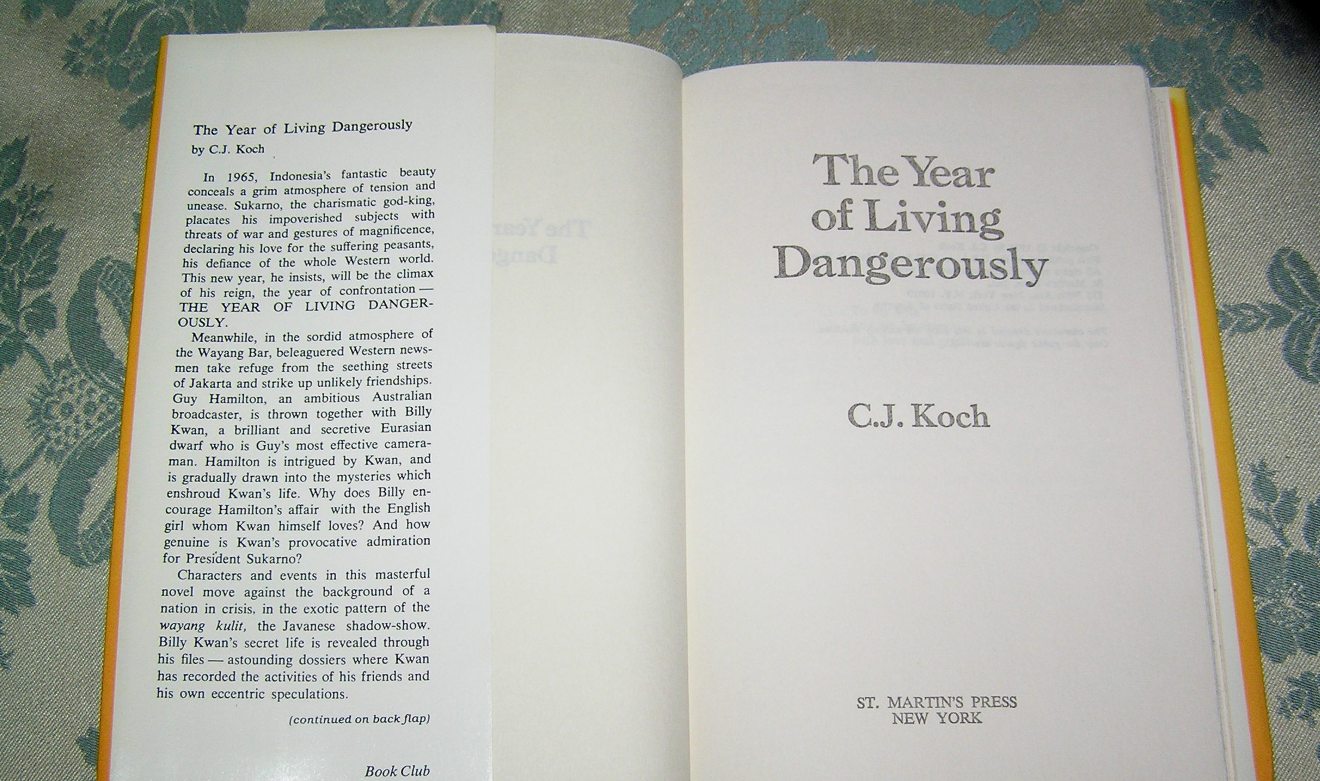 The Year of Living Dangerously
by C.J. Koch
In 1965, Indonesia's fantastic beauty
conceals a grim atmosphere of tension and
unease. Sukarno, the charismatic god-king,
placates his impoverished subjects with
threats of war and gestures of magnificence,
declaring his love for the suffering peasants,
his defiance of the whole Western world.
This new year, he insists, will be the climax
of his reign, the year of confrontation —
THE YEAR OF LIVING DANGER-
OUSLY.
Meanwhile, in the sordid atmosphere of
the Wayang Bar, beleaguered Western news-
men take refuge from the seething streets
of Jakarta and strike up unlikely friendships.
Guy Hamilton, an ambitious Australian
broadcaster, is thrown together with Billy
Kwan, a brilliant and secretive Eurasian
dwarf who is Guy's most effective camera-
man. Hamilton is intrigued by Kwan, and
is gradually drawn into the mysteries which
enshroud Kwan's life. Why does Billy en-
courage Hamilton's affair with the English
girl whom Kwan himself loves? And how
genuine is Kwan's provocative admiration
for President Sukarno?
Characters and events in this masterful
novel move against the background of a
nation in crisis, in the exotic pattern of the
wayang kulit, the Javanese shadow-show.
Billy Kwan's secret life is revealed through
his files — astounding dossiers where Kwan
has recorded the activities of his friends and
his own eccentric speculations.
(continued on back flap)
Book Club
The Year
of Living
Dangerously
C.J. Koch
ST. MARTIN'S PRESS
NEW YORK